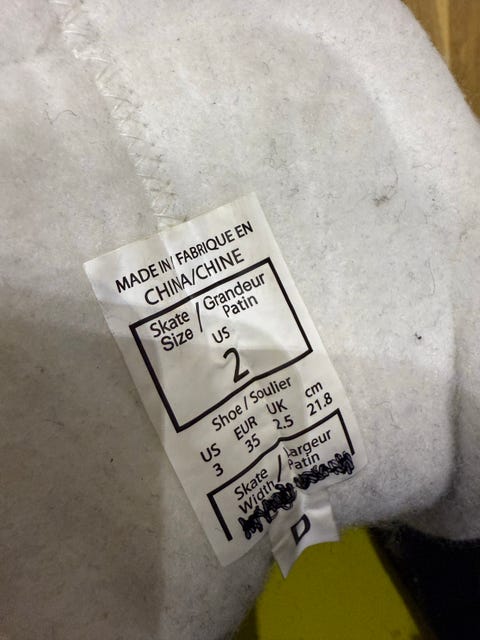 MADE IN/ FABRIQUE EN
CHINA/CHINE
Skate / Grandeur
Size Patin
US
2
Shoe / Soulier
US EUR UK cm
3 35 2.5 21.8
Skate / Largeur
Width Patin
D